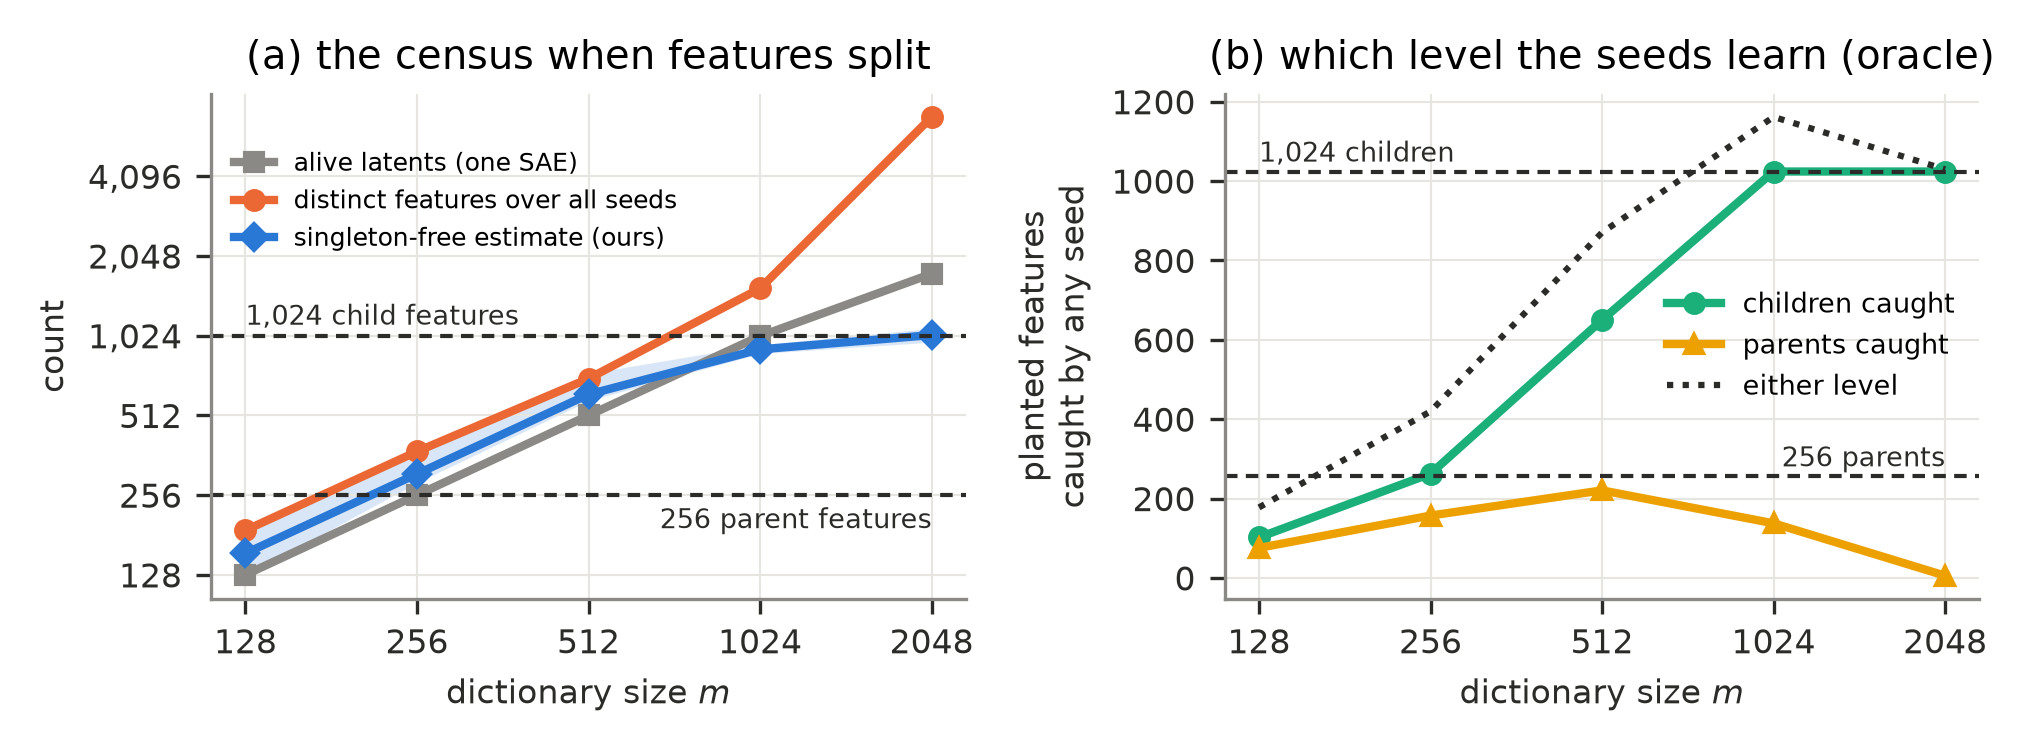 (a) the census when features split
count
4,096
2,048
1,024
512
256
128
alive latents (one SAE)
distinct features over all seeds
singleton-free estimate (ours)
1,024 child features
256 parent features
128 256 512 1024 2048
dictionary size m
(b) which level the seeds learn (oracle)
planted features
caught by any seed
1200
1000
800
600
400
200
0
1,024 children
children caught
parents caught
either level
256 parents
128 256 512 1024 2048
dictionary size m